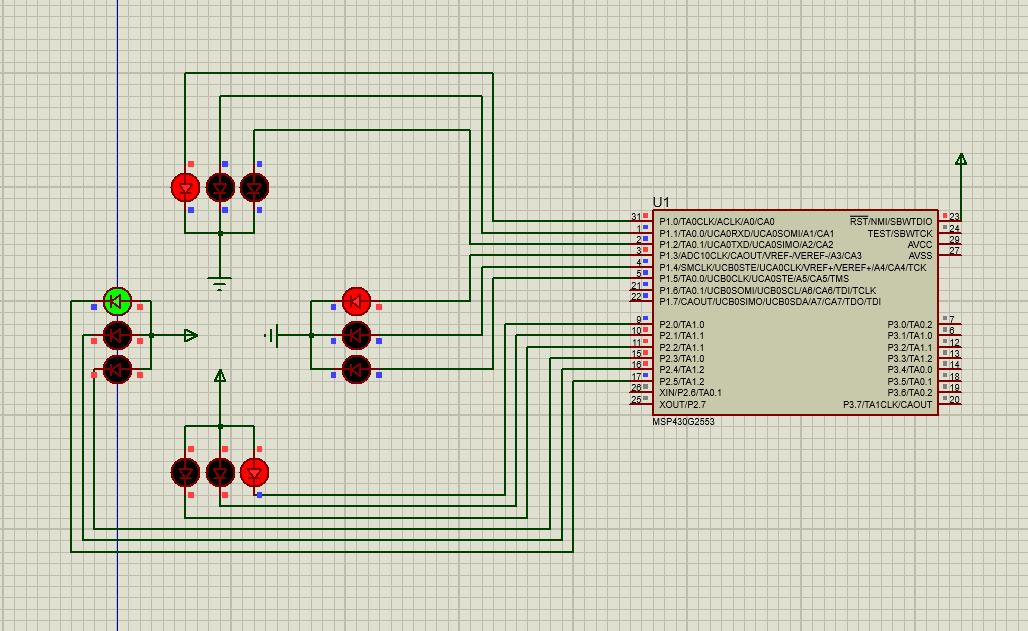 U1
31 P1.0/TA0CLK/ACLK/A0/CA0 RST/NMI/SBWTDIO 23
1 P1.1/TA0.0/UCA0RXD/UCA0SOMI/A1/CA1 TEST/SBWTCK 24
2 P1.2/TA0.1/UCA0TXD/UCA0SIMO/A2/CA2 AVCC 29
3 P1.3/ADC10CLK/CAOUT/VREF-/VEREF-/A3/CA3 AVSS 27
4 P1.4/SMCLK/UCB0STE/UCA0CLK/VREF+/VEREF+/A4/CA4/TCK
5 P1.5/TA0.0/UCB0CLK/UCA0STE/A5/CA5/TMS
21 P1.6/TA0.1/UCB0SOMI/UCB0SCL/A6/CA6/TDI/TCLK
22 P1.7/CAOUT/UCB0SIMO/UCB0SDA/A7/CA7/TDO/TDI
9 P2.0/TA1.0 P3.0/TA0.2 7
10 P2.1/TA1.1 P3.1/TA1.0 6
11 P2.2/TA1.1 P3.2/TA1.1 12
15 P2.3/TA1.0 P3.3/TA1.2 13
16 P2.4/TA1.2 P3.4/TA0.0 14
17 P2.5/TA1.2 P3.5/TA0.1 18
26 XIN/P2.6/TA0.1 P3.6/TA0.2 19
25 XOUT/P2.7 P3.7/TA1CLK/CAOUT 20
MSP430G2553